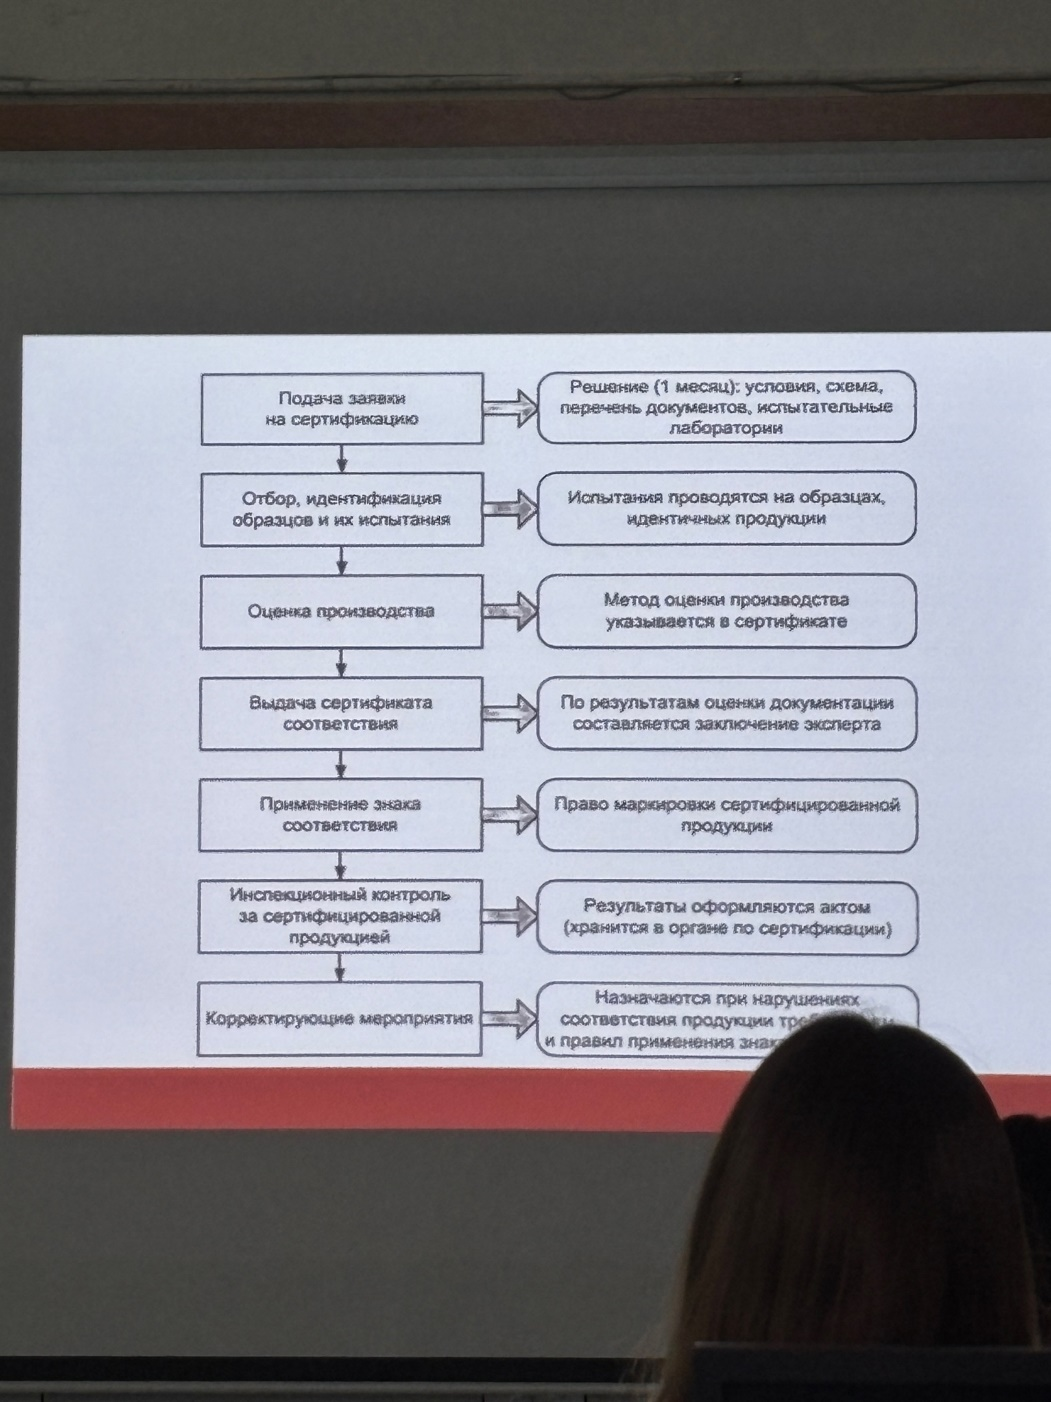 Подача заявки
на сертификацию
Решение (1 месяц): условия, схема,
перечень документов, испытательные
лаборатории
Отбор, идентификация
образцов и их испытания
Испытания проводятся на образцах,
идентичных продукции
Оценка производства
Метод оценки производства
указывается в сертификате
Выдача сертификата
соответствия
По результатам оценки документации
составляется заключение эксперта
Применение знака
соответствия
Право маркировки сертифицированной
продукции
Инспекционный контроль
за сертифицированной
продукцией
Результаты оформляются актом
(хранится в органе по сертификации)
Корректирующие мероприятия
Назначаются при нарушениях
соответствия продукции
и правил применения